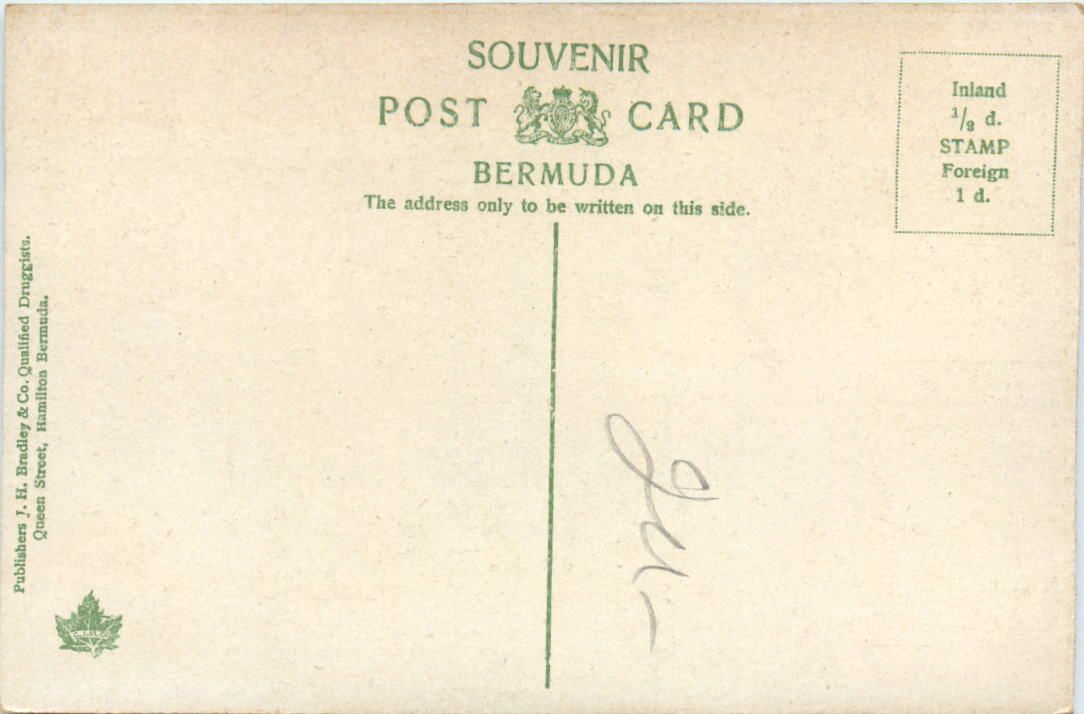 SOUVENIR
POST CARD
BERMUDA
The address only to be written on this side.
Inland
1/2 d.
STAMP
Foreign
1 d.
Publishers J. H. Bradley & Co. Qualified Druggists.
Queen Street, Hamilton Bermuda.